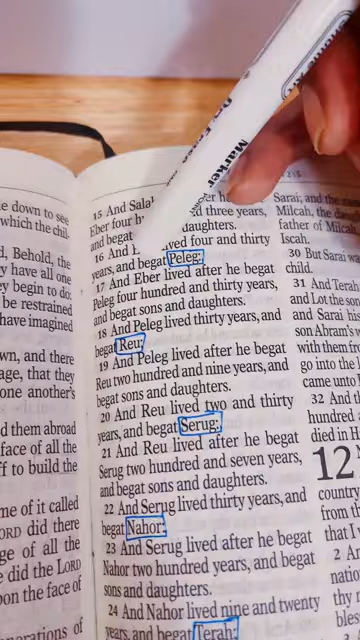 Marker
e down to see
which the chil
d, Behold, the
y have all one
ey begin to do:
be restrained
have imagined
wn, and there
age, that they
one another's
d them abroad
face of all the
ff to build the
me of it called
ORD did there
ge of all the
e did the LORD
pon the face of
enerations of
15 And Sala
Eber four h
d three years,
and begat
daughters.
16 And E
lived four and thirty
years, and begat Peleg:
17 And Eber lived after he begat
Peleg four hundred and thirty years,
and begat sons and daughters.
18 And Peleg lived thirty years, and
begat Reu:
19 And Peleg lived after he begat
Reu two hundred and nine years, and
begat sons and daughters.
20 And Reu lived two and thirty
years, and begat Serug:
21 And Reu lived after he begat
Serug two hundred and seven years,
and begat sons and daughters.
22 And Serug lived thirty years, and
begat Nahor:
23 And Serug lived after he begat
Nahor two hundred years, and begat
sons and daughters.
24 And Nahor lived nine and twenty
years, and begat Terah:
Sarai; and the
Milcah, the da
father of Milcah
Iscah.
30 But Sarai wa
child.
31 And Terah
and Lot the son
and Sarai his
son Abram's w
with them fro
go into the l
came unto
32 And th
hundred
died in H
12
country
from th
that I
2 An
natio
thy n
bles